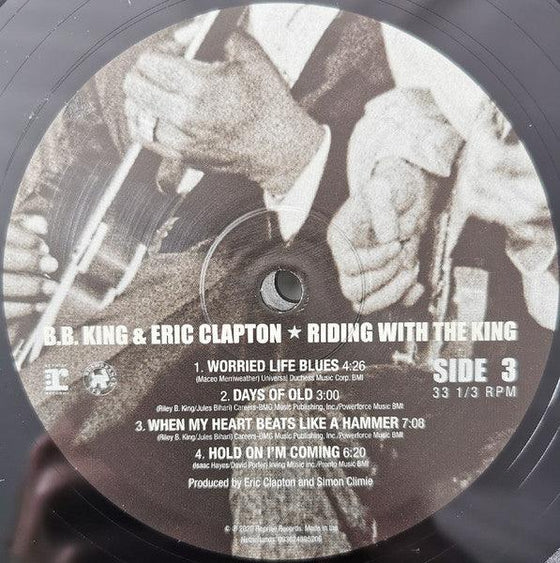 B.B. KING & ERIC CLAPTON ★ RIDING WITH THE KING
1. WORRIED LIFE BLUES 4:26
(Maceo Merriweather) Universal Duchess Music Corp. BMI
SIDE 3
2. DAYS OF OLD 3:00
33 1/3 RPM
(Riley B. King/Jules Bihari) Careers-BMG Music Publishing Inc./Powerforce Music BMI
3. WHEN MY HEART BEATS LIKE A HAMMER 7:08
(Riley B. King/Jules Bihari) Careers-BMG Music Publishing Inc./Powerforce Music BMI
4. HOLD ON I'M COMING 6:20
(Isaac Hayes/David Porter) Irving Music Inc./Pronto Music BMI
Produced by Eric Clapton and Simon Climie
© ℗ 2020 Reprise Records. Made in
Netherlands